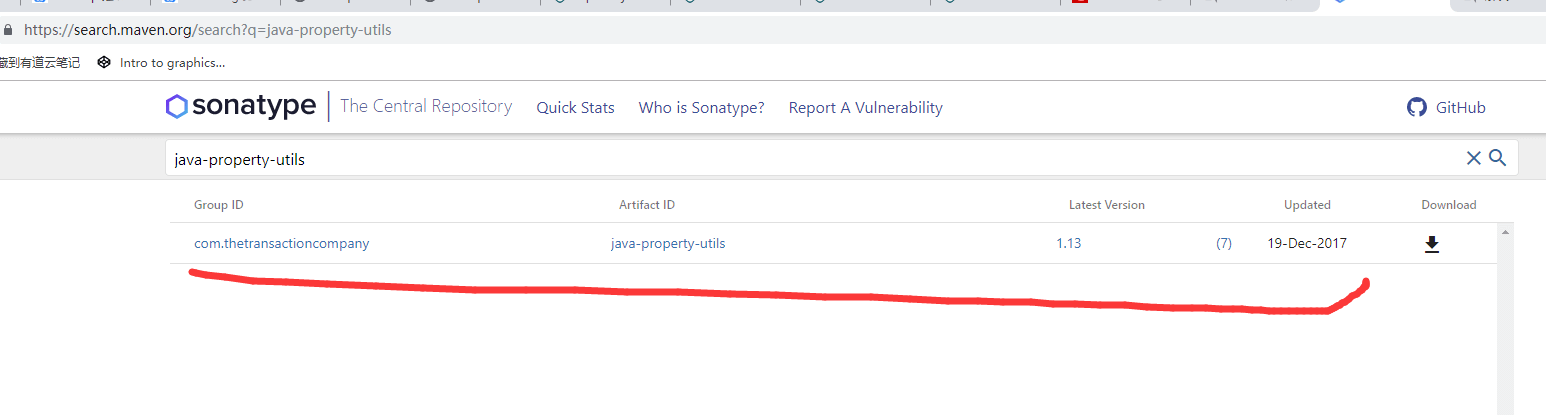 https://search.maven.org/search?q=java-property-utils
藏到有道云笔记 Intro to graphics...
sonatype The Central Repository Quick Stats Who is Sonatype? Report A Vulnerability GitHub
java-property-utils
Group ID Artifact ID Latest Version Updated Download
com.thetransactioncompany java-property-utils 1.13 (7) 19-Dec-2017